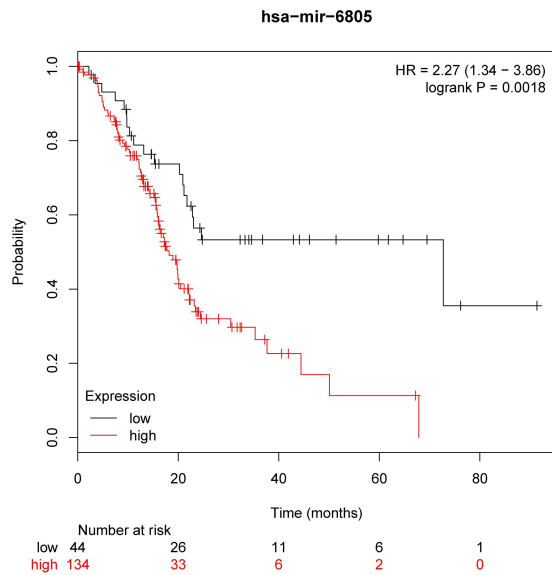 hsa-mir-6805
HR = 2.27 (1.34 − 3.86)
logrank P = 0.0018
Probability
1.0
0.8
0.6
0.4
0.2
0.0
Expression
low
high
0 20 40 60 80
Time (months)
Number at risk
low 44 26 11 6 1
high 134 33 6 2 0